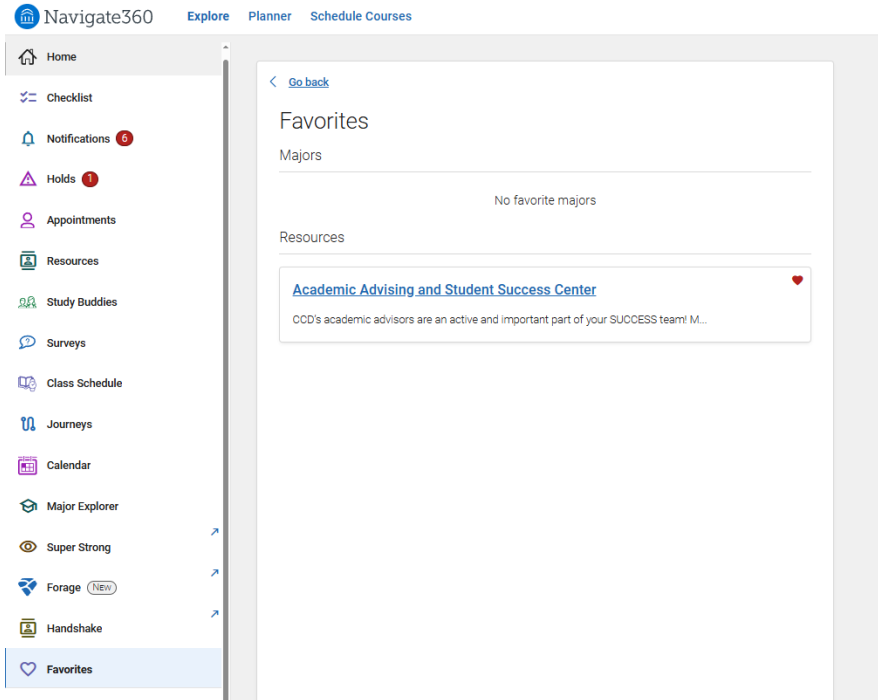 Navigate360 Explore Planner Schedule Courses
Home
Checklist
Notifications 6
Holds 1
Appointments
Resources
Study Buddies
Surveys
Class Schedule
Journeys
Calendar
Major Explorer
Super Strong
Forage New
Handshake
Favorites
Go back
Favorites
Majors
No favorite majors
Resources
Academic Advising and Student Success Center
CCD's academic advisors are an active and important part of your SUCCESS team! M...